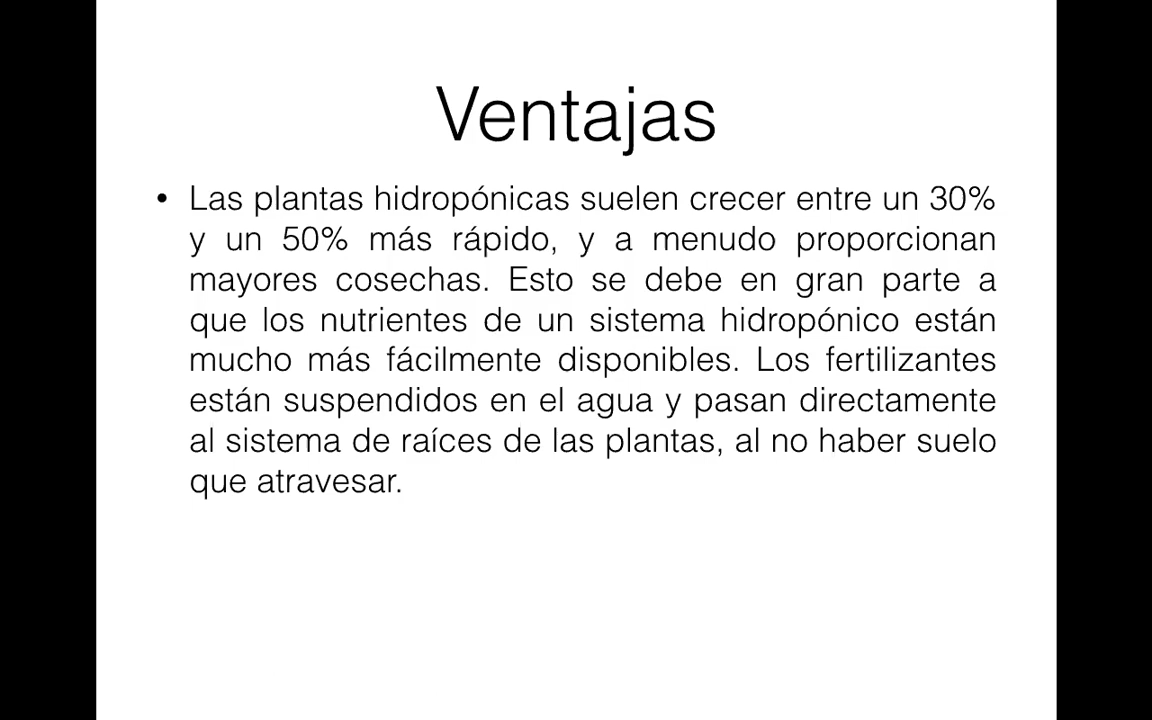 Ventajas
• Las plantas hidropónicas suelen crecer entre un 30%
y un 50% más rápido, y a menudo proporcionan
mayores cosechas. Esto se debe en gran parte a
que los nutrientes de un sistema hidropónico están
mucho más fácilmente disponibles. Los fertilizantes
están suspendidos en el agua y pasan directamente
al sistema de raíces de las plantas, al no haber suelo
que atravesar.